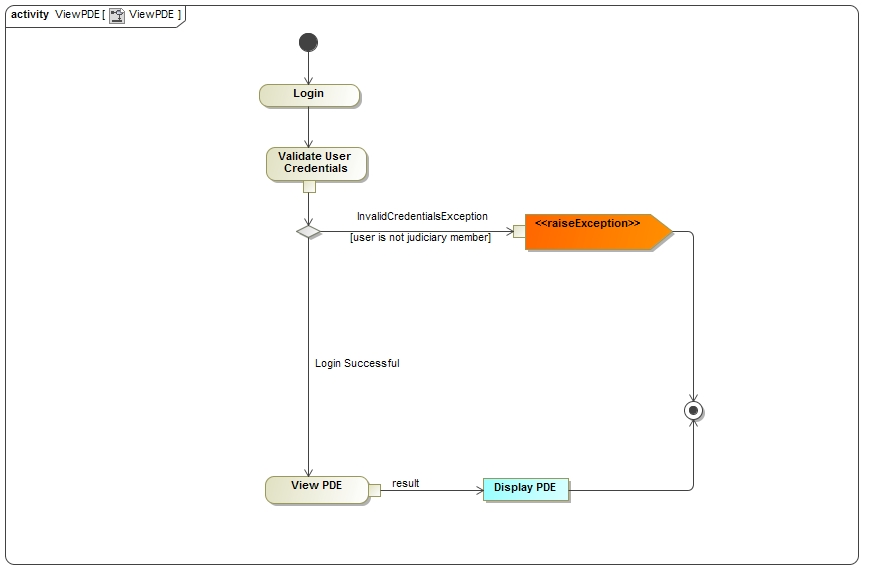 activity ViewPDE [ ViewPDE ]
Login
Validate User
Credentials
InvalidCredentialsException
[user is not judiciary member]
<<raiseException>>
Login Successful
View PDE
result
Display PDE